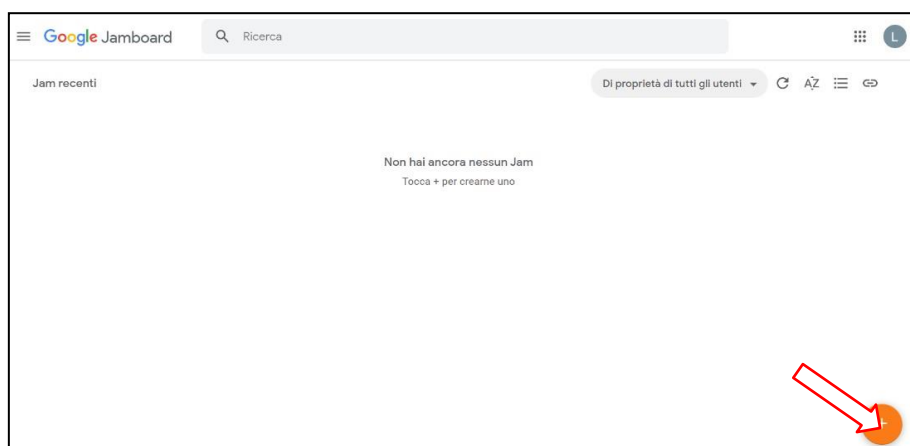 Google Jamboard
Ricerca
L
Jam recenti
Di proprietà di tutti gli utenti
AZ
Non hai ancora nessun Jam
Tocca + per crearne uno
+